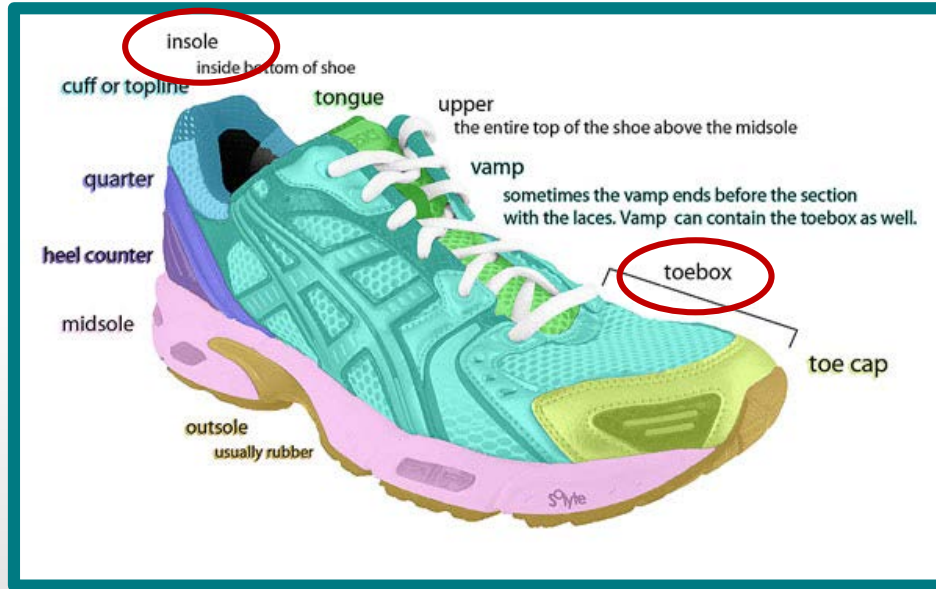 insole
inside bottom of shoe
cuff or topline
tongue
upper
the entire top of the shoe above the midsole
vamp
quarter
sometimes the vamp ends before the section
with the laces. Vamp can contain the toebox as well.
heel counter
toebox
midsole
toe cap
outsole
usually rubber
Solyte